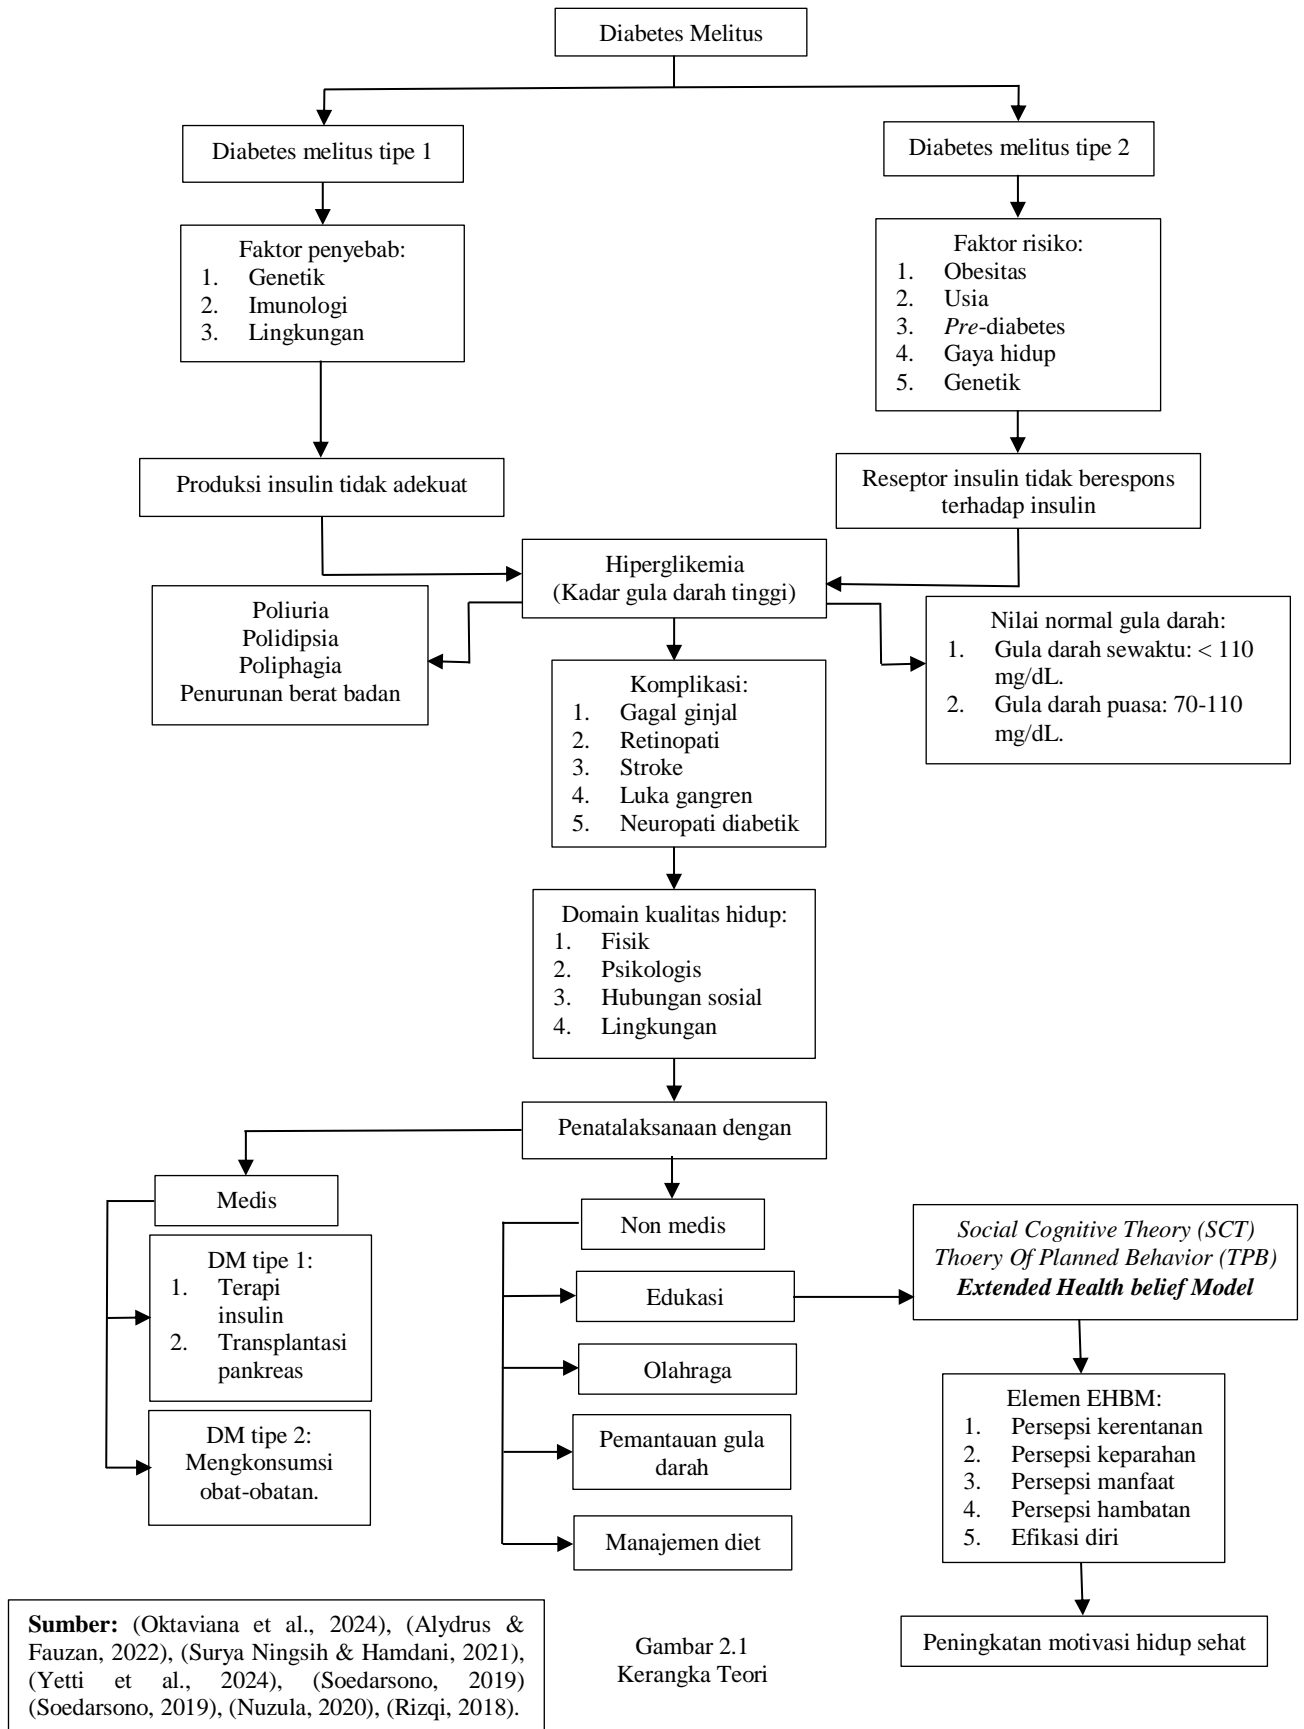 Diabetes Melitus
Diabetes melitus tipe 1
Diabetes melitus tipe 2
Faktor penyebab:
1. Genetik
2. Imunologi
3. Lingkungan
Faktor risiko:
1. Obesitas
2. Usia
3. Pre-diabetes
4. Gaya hidup
5. Genetik
Produksi insulin tidak adekuat
Reseptor insulin tidak berespons
terhadap insulin
Hiperglikemia
(Kadar gula darah tinggi)
Poliuria
Polidipsia
Poliphagia
Penurunan berat badan
Nilai normal gula darah:
1. Gula darah sewaktu: < 110
mg/dL.
2. Gula darah puasa: 70-110
mg/dL.
Komplikasi:
1. Gagal ginjal
2. Retinopati
3. Stroke
4. Luka gangren
5. Neuropati diabetik
Domain kualitas hidup:
1. Fisik
2. Psikologis
3. Hubungan sosial
4. Lingkungan
Penatalaksanaan dengan
Medis
DM tipe 1:
1. Terapi
insulin
2. Transplantasi
pankreas
DM tipe 2:
Mengkonsumsi
obat-obatan.
Non medis
Edukasi
Olahraga
Pemantauan gula
darah
Manajemen diet
Social Cognitive Theory (SCT)
Thoery Of Planned Behavior (TPB)
Extended Health belief Model
Elemen EHBM:
1. Persepsi kerentanan
2. Persepsi keparahan
3. Persepsi manfaat
4. Persepsi hambatan
5. Efikasi diri
Peningkatan motivasi hidup sehat
Sumber: (Oktaviana et al., 2024), (Alydrus &
Fauzan, 2022), (Surya Ningsih & Hamdani, 2021),
(Yetti et al., 2024), (Soedarsono, 2019)
(Soedarsono, 2019), (Nuzula, 2020), (Rizqi, 2018).
Gambar 2.1
Kerangka Teori